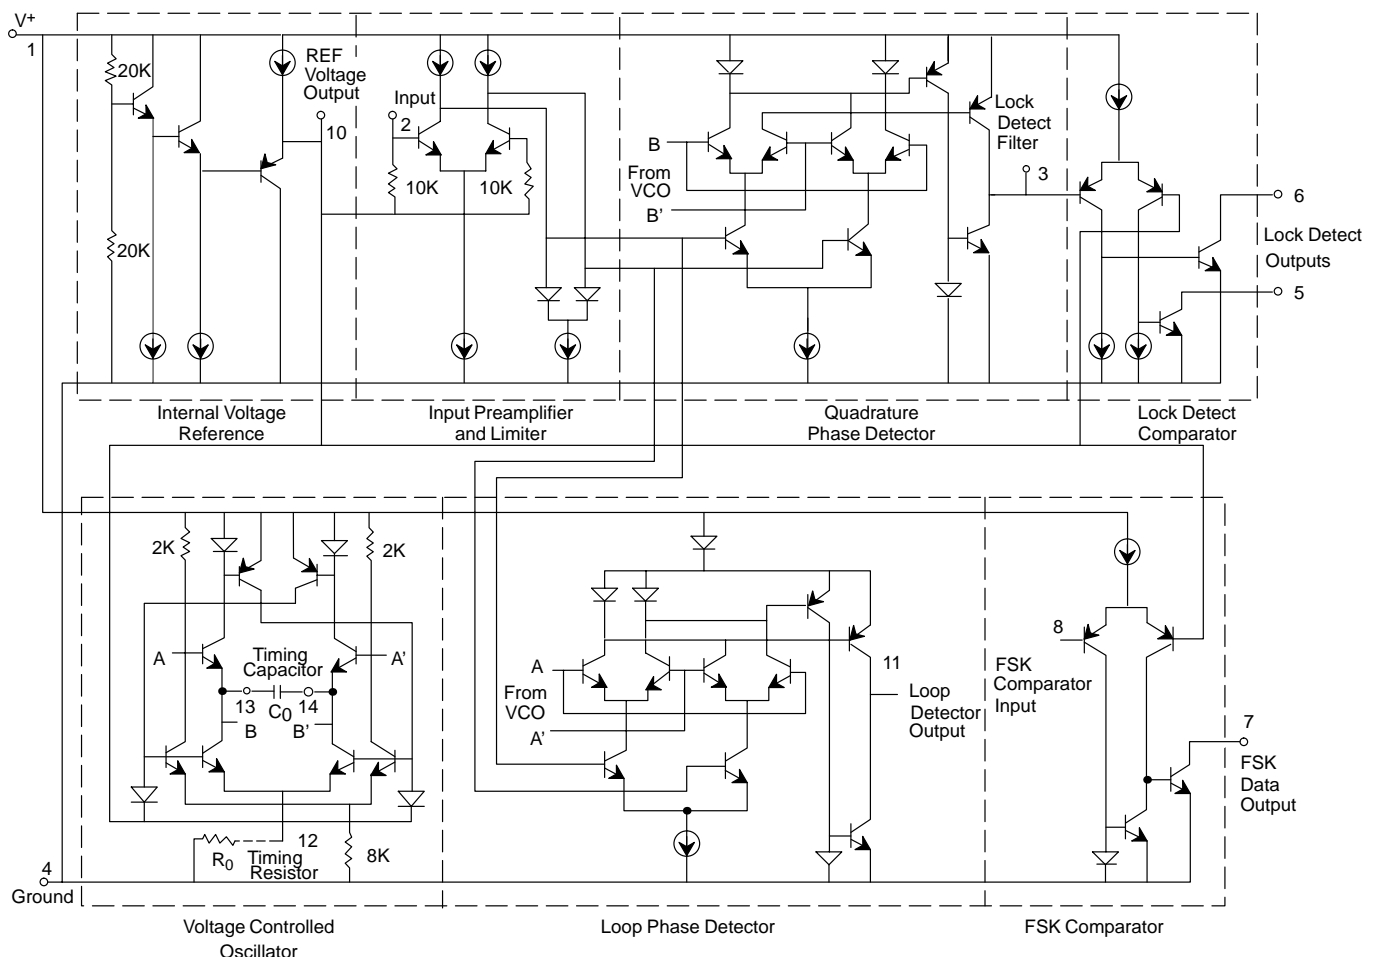 V+
1
20K
20K
REF
Voltage
Output
10
Input
2
10K
10K
B
From
VCO
B'
Lock
Detect
Filter
3
6
Lock Detect
Outputs
5
Internal Voltage
Reference
Input Preamplifier
and Limiter
Quadrature
Phase Detector
Lock Detect
Comparator
2K
2K
A
Timing
Capacitor
A'
13
C0
14
B
B'
12
R0
Timing
Resistor
8K
4
Ground
A
From
VCO
A'
11
Loop
Detector
Output
8
FSK
Comparator
Input
7
FSK
Data
Output
Voltage Controlled
Oscillator
Loop Phase Detector
FSK Comparator